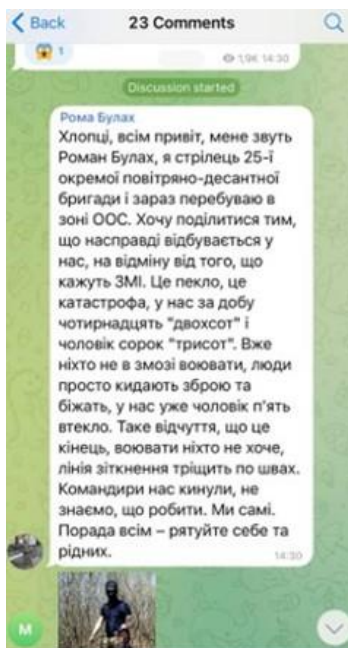 Back
23 Comments
1
1,9K 14:30
Discussion started
Рома Булах
Хлопці, всім привіт, мене звуть
Роман Булах, я стрілець 25-ї
окремої повітряно-десантної
бригади і зараз перебуваю в
зоні ООС. Хочу поділитися тим,
що насправді відбувається у
нас, на відміну від того, що
кажуть ЗМІ. Це пекло, це
катастрофа, у нас за добу
чотирнадцять "двохсот" і
чоловік сорок "трисот". Вже
ніхто не в змозі воювати, люди
просто кидають зброю та
біжать, у нас уже чоловік п'ять
втекло. Таке відчуття, що це
кінець, воювати ніхто не хоче,
лінія зіткнення тріщить по швах.
Командири нас кинули, не
знаємо, що робити. Ми самі.
Порада всім – рятуйте себе та
рідних.
14:30
М